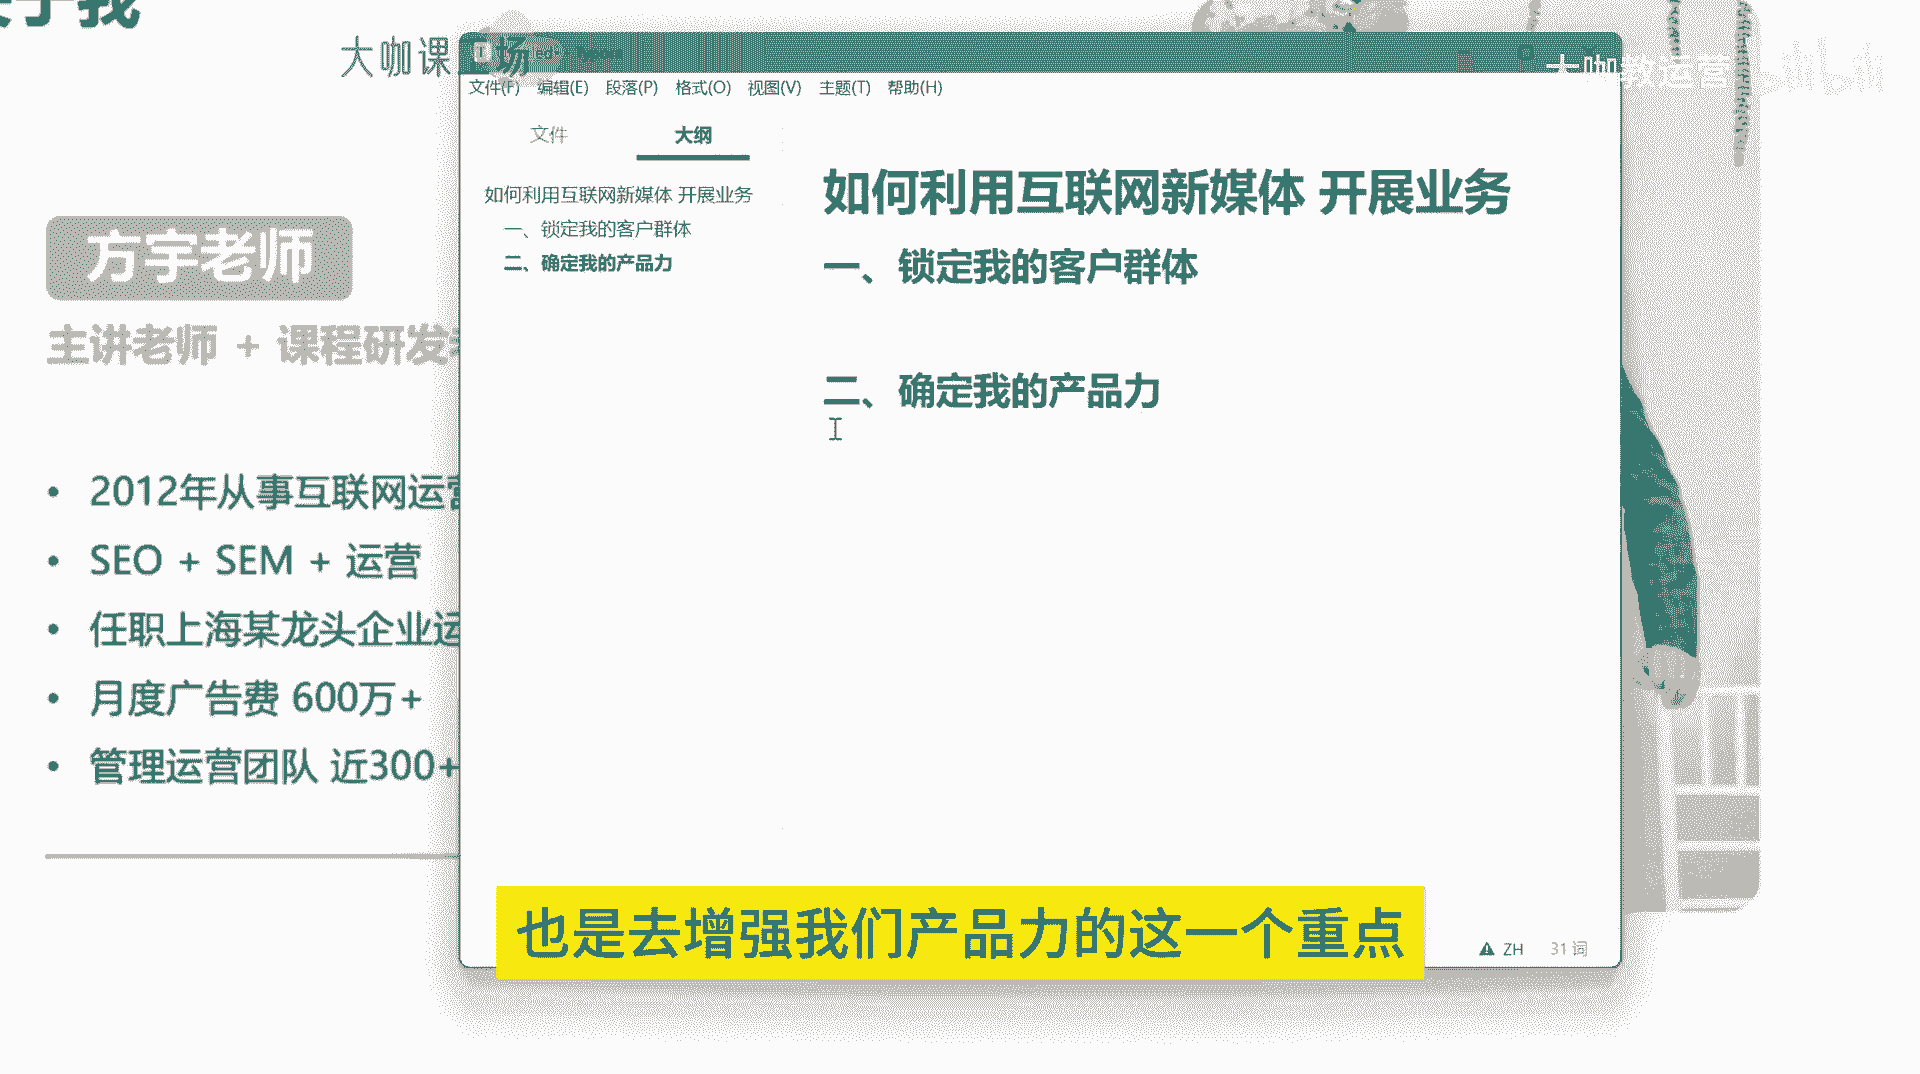 于我
大咖课
场
大咖教运营
bilibili
文件(F) 编辑(E) 段落(P) 格式(O) 视图(V) 主题(T) 帮助(H)
文件 大纲
如何利用互联网新媒体 开展业务
一、锁定我的客户群体
二、确定我的产品力
如何利用互联网新媒体 开展业务
一、锁定我的客户群体
二、确定我的产品力
方宇老师
主讲老师 + 课程研发
• 2012年从事互联网运营
• SEO + SEM + 运营
• 任职上海某龙头企业运
• 月度广告费 600万+
• 管理运营团队 近300+
也是去增强我们产品力的这一个重点
ZH 31 词